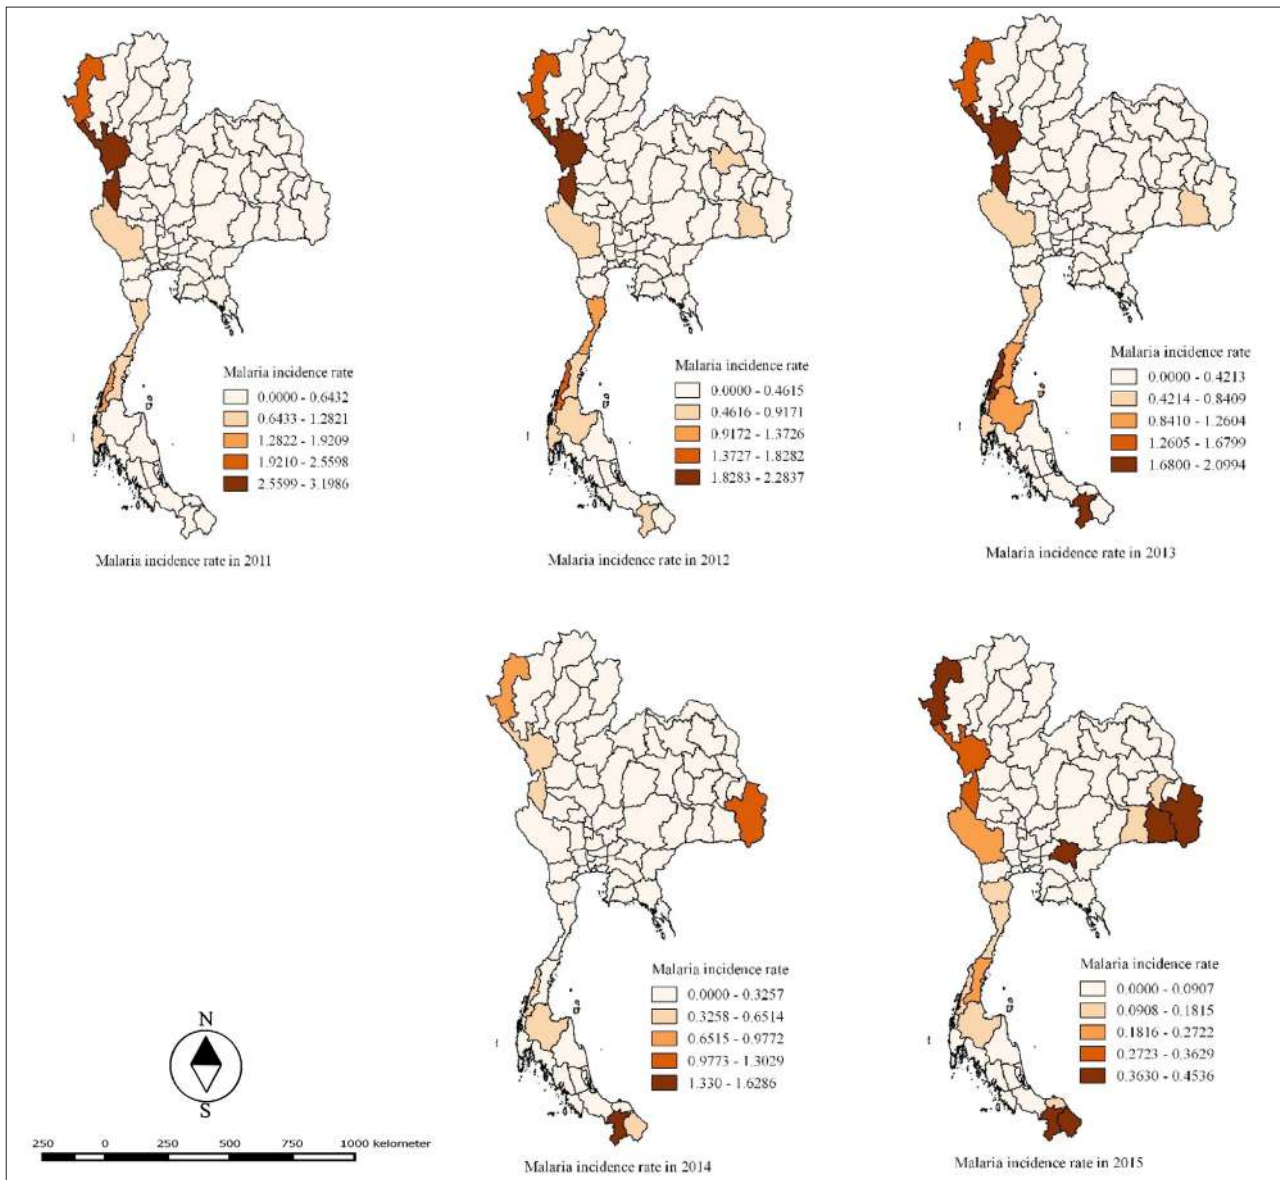 Malaria incidence rate
0.0000 - 0.6432
0.6433 - 1.2821
1.2822 - 1.9209
1.9210 - 2.5598
2.5599 - 3.1986
Malaria incidence rate in 2011
Malaria incidence rate
0.0000 - 0.4615
0.4616 - 0.9171
0.9172 - 1.3726
1.3727 - 1.8282
1.8283 - 2.2837
Malaria incidence rate in 2012
Malaria incidence rate
0.0000 - 0.4213
0.4214 - 0.8409
0.8410 - 1.2604
1.2605 - 1.6799
1.6800 - 2.0994
Malaria incidence rate in 2013
Malaria incidence rate
0.0000 - 0.3257
0.3258 - 0.6514
0.6515 - 0.9772
0.9773 - 1.3029
1.330 - 1.6286
Malaria incidence rate in 2014
Malaria incidence rate
0.0000 - 0.0907
0.0908 - 0.1815
0.1816 - 0.2722
0.2723 - 0.3629
0.3630 - 0.4536
Malaria incidence rate in 2015
N
S
250 0 250 500 750 1000 kelometer